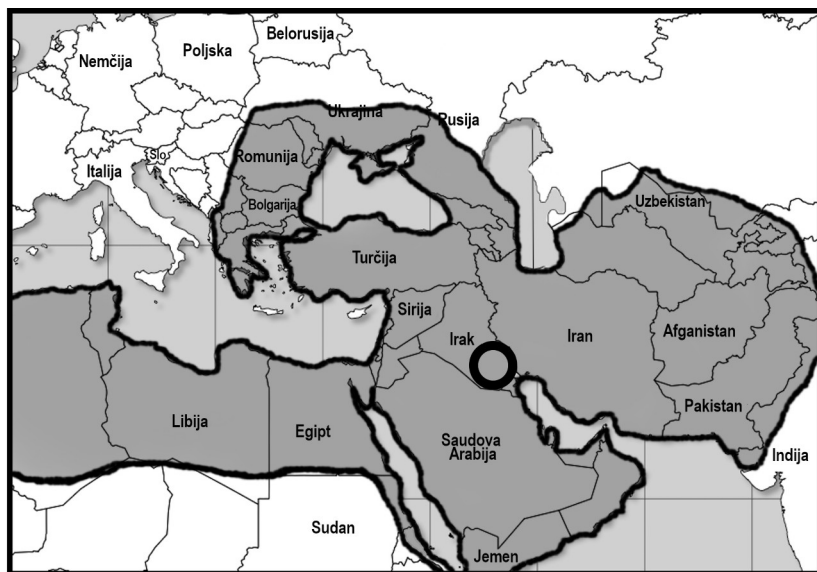 Belorusija
Poljska
Nemčija
Ukrajina
Rusija
Slo
Romunija
Italija
Uzbekistan
Bolgarija
Turčija
Sirija
Irak
Iran
Afganistan
Pakistan
Libija
Egipt
Saudova
Arabija
Indija
Sudan
Jemen